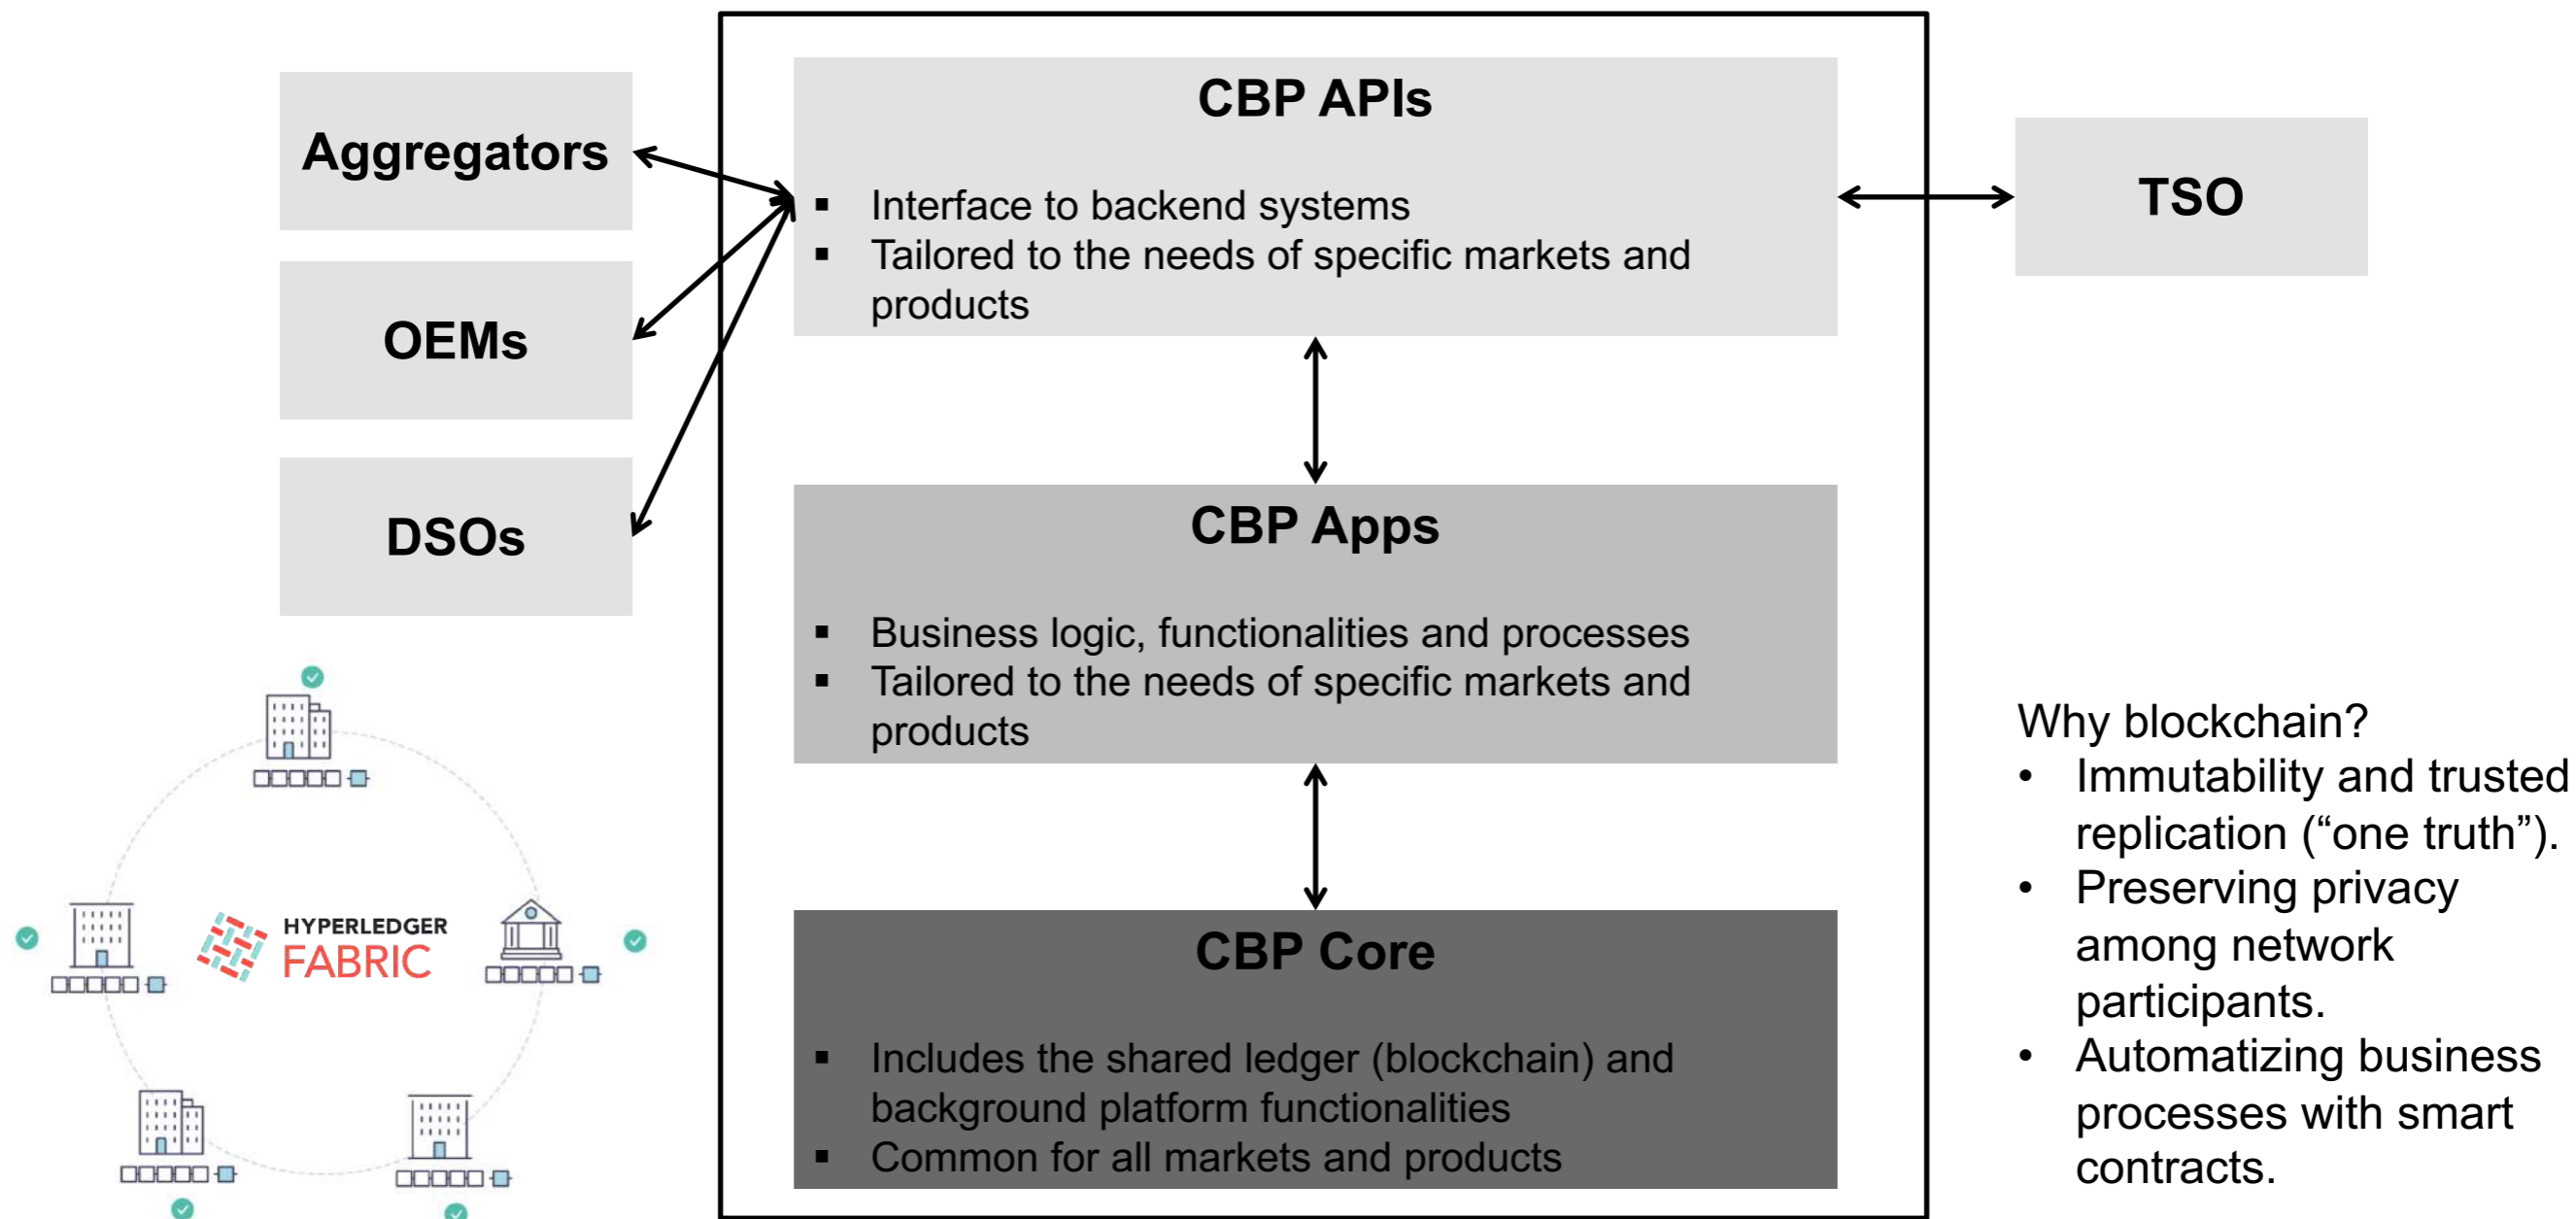 Aggregators
OEMs
DSOs
CBP APIs
▪ Interface to backend systems
▪ Tailored to the needs of specific markets and
products
TSO
CBP Apps
▪ Business logic, functionalities and processes
▪ Tailored to the needs of specific markets and
products
CBP Core
▪ Includes the shared ledger (blockchain) and
background platform functionalities
▪ Common for all markets and products
HYPERLEDGER
FABRIC
Why blockchain?
• Immutability and trusted
replication (“one truth”).
• Preserving privacy
among network
participants.
• Automatizing business
processes with smart
contracts.